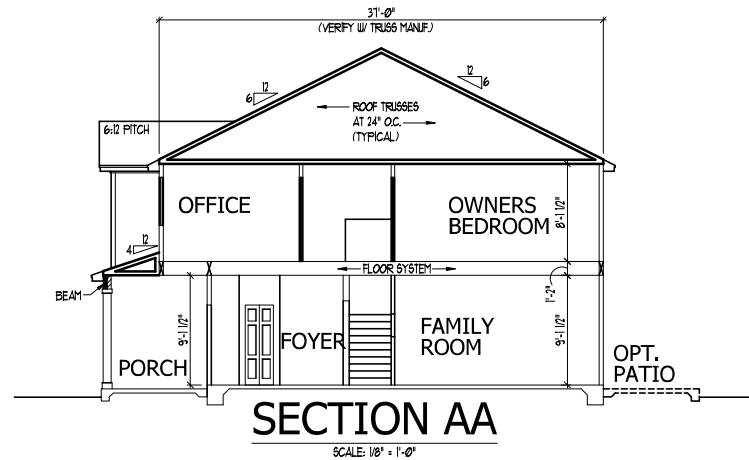 37'-0"
(VERIFY W/ TRUSS MANUF.)
12
6
12
6
ROOF TRUSSES
AT 24" O.C.
(TYPICAL)
6:12 PITCH
OFFICE
OWNERS
BEDROOM
8'-1 1/2"
12
4
FLOOR SYSTEM
BEAM
1'-2"
9'-1 1/2"
FOYER
FAMILY
ROOM
9'-1 1/2"
PORCH
OPT.
PATIO
SECTION AA
SCALE: 1/8" = 1'-0"